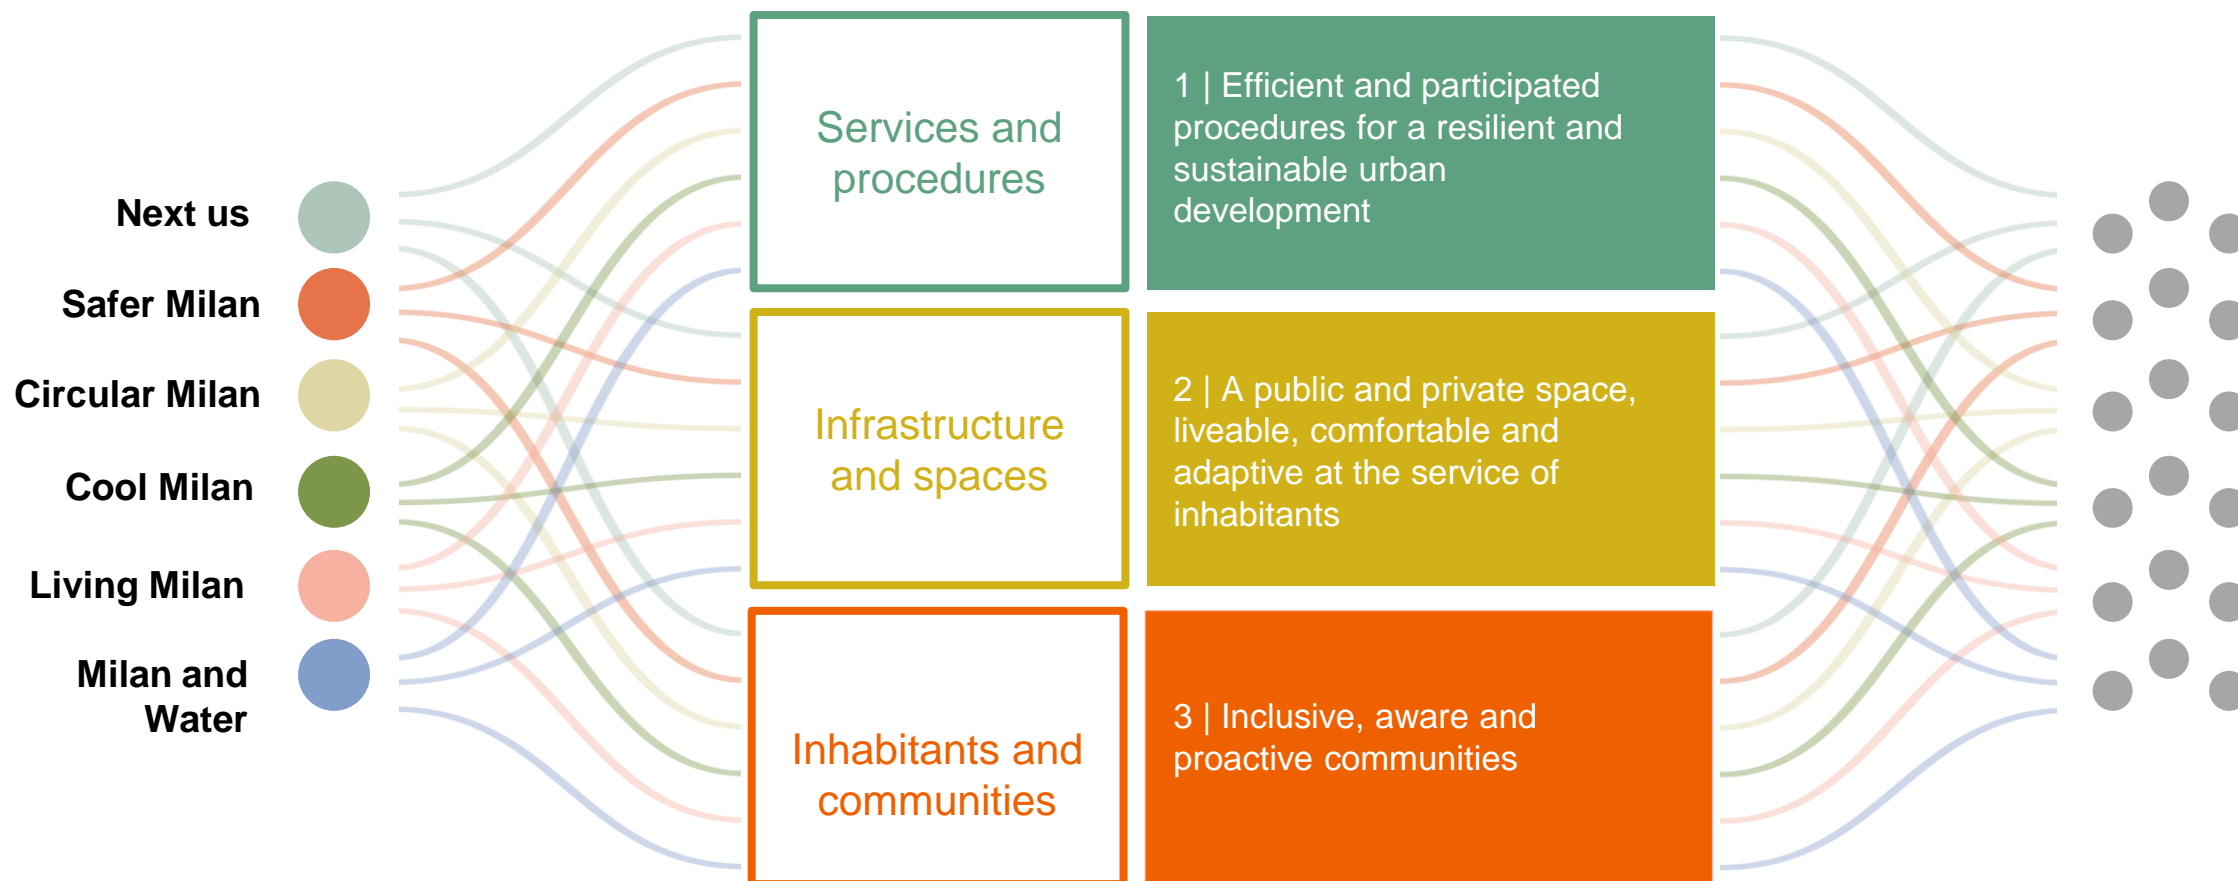 Next us
Safer Milan
Circular Milan
Cool Milan
Living Milan
Milan and
Water
Services and
procedures
1 | Efficient and participated
procedures for a resilient and
sustainable urban
development
Infrastructure
and spaces
2 | A public and private space,
liveable, comfortable and
adaptive at the service of
inhabitants
Inhabitants and
communities
3 | Inclusive, aware and
proactive communities